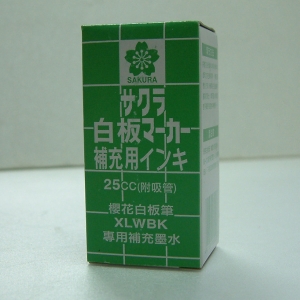 SAKURA
サクラ
白板マーカー
補充用インキ
25CC(附吸管)
櫻花白板筆
XLWBK
專用補充墨水